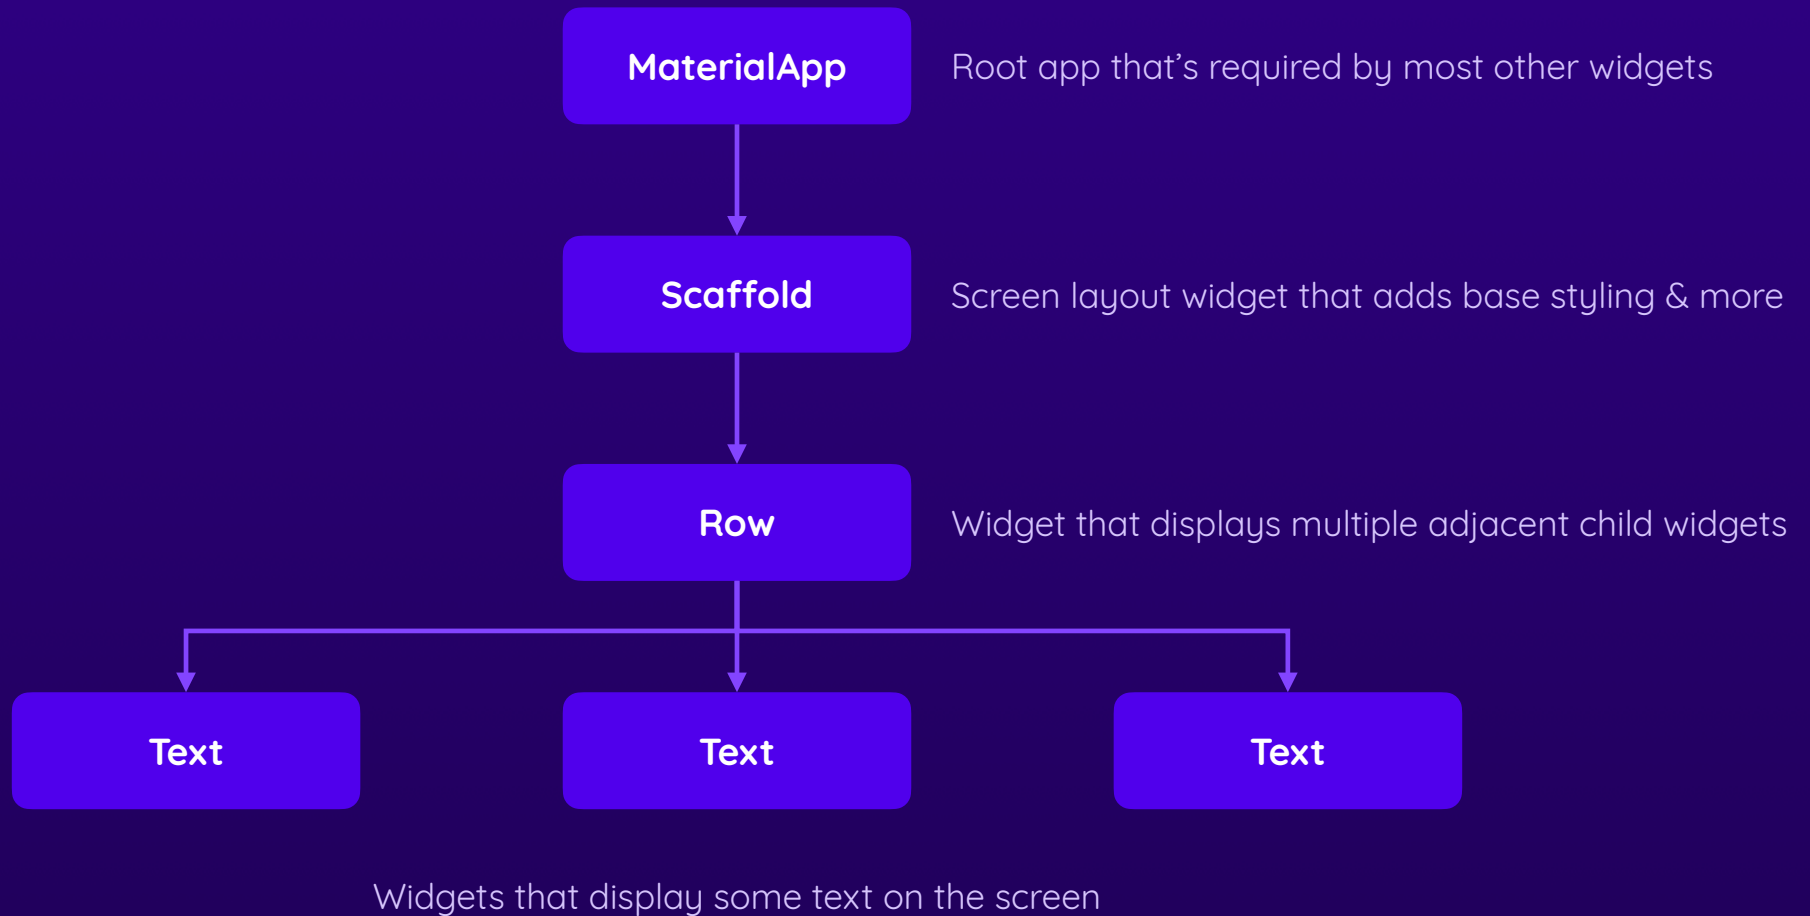 MaterialApp
Root app that’s required by most other widgets
Scaffold
Screen layout widget that adds base styling & more
Row
Widget that displays multiple adjacent child widgets
Text
Text
Text
Widgets that display some text on the screen